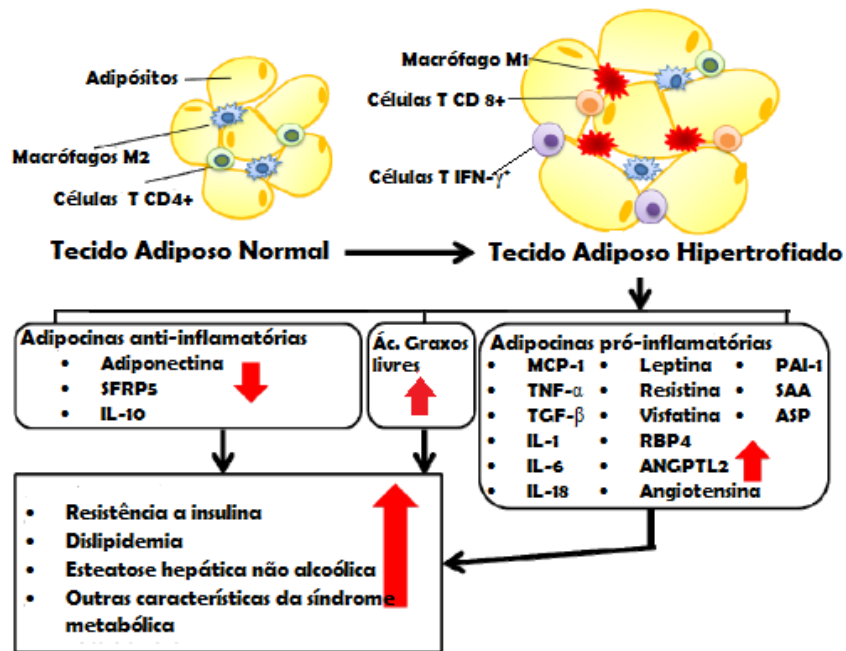 Adipósitos
Macrófagos M2
Células T CD4+
Macrófago M1
Células T CD 8+
Células T IFN-γ+
Tecido Adiposo Normal
Tecido Adiposo Hipertrofiado
Adipocinas anti-inflamatórias
• Adiponectina
• SFRP5
• IL-10
Ác. Graxos
livres
Adipocinas pró-inflamatórias
• MCP-1 • Leptina • PAI-1
• TNF-α • Resistina • SAA
• TGF-β • Visfatina • ASP
• IL-1 • RBP4
• IL-6 • ANGPTL2
• IL-18 • Angiotensina
• Resistência a insulina
• Dislipidemia
• Esteatose hepática não alcoólica
• Outras características da síndrome
metabólica